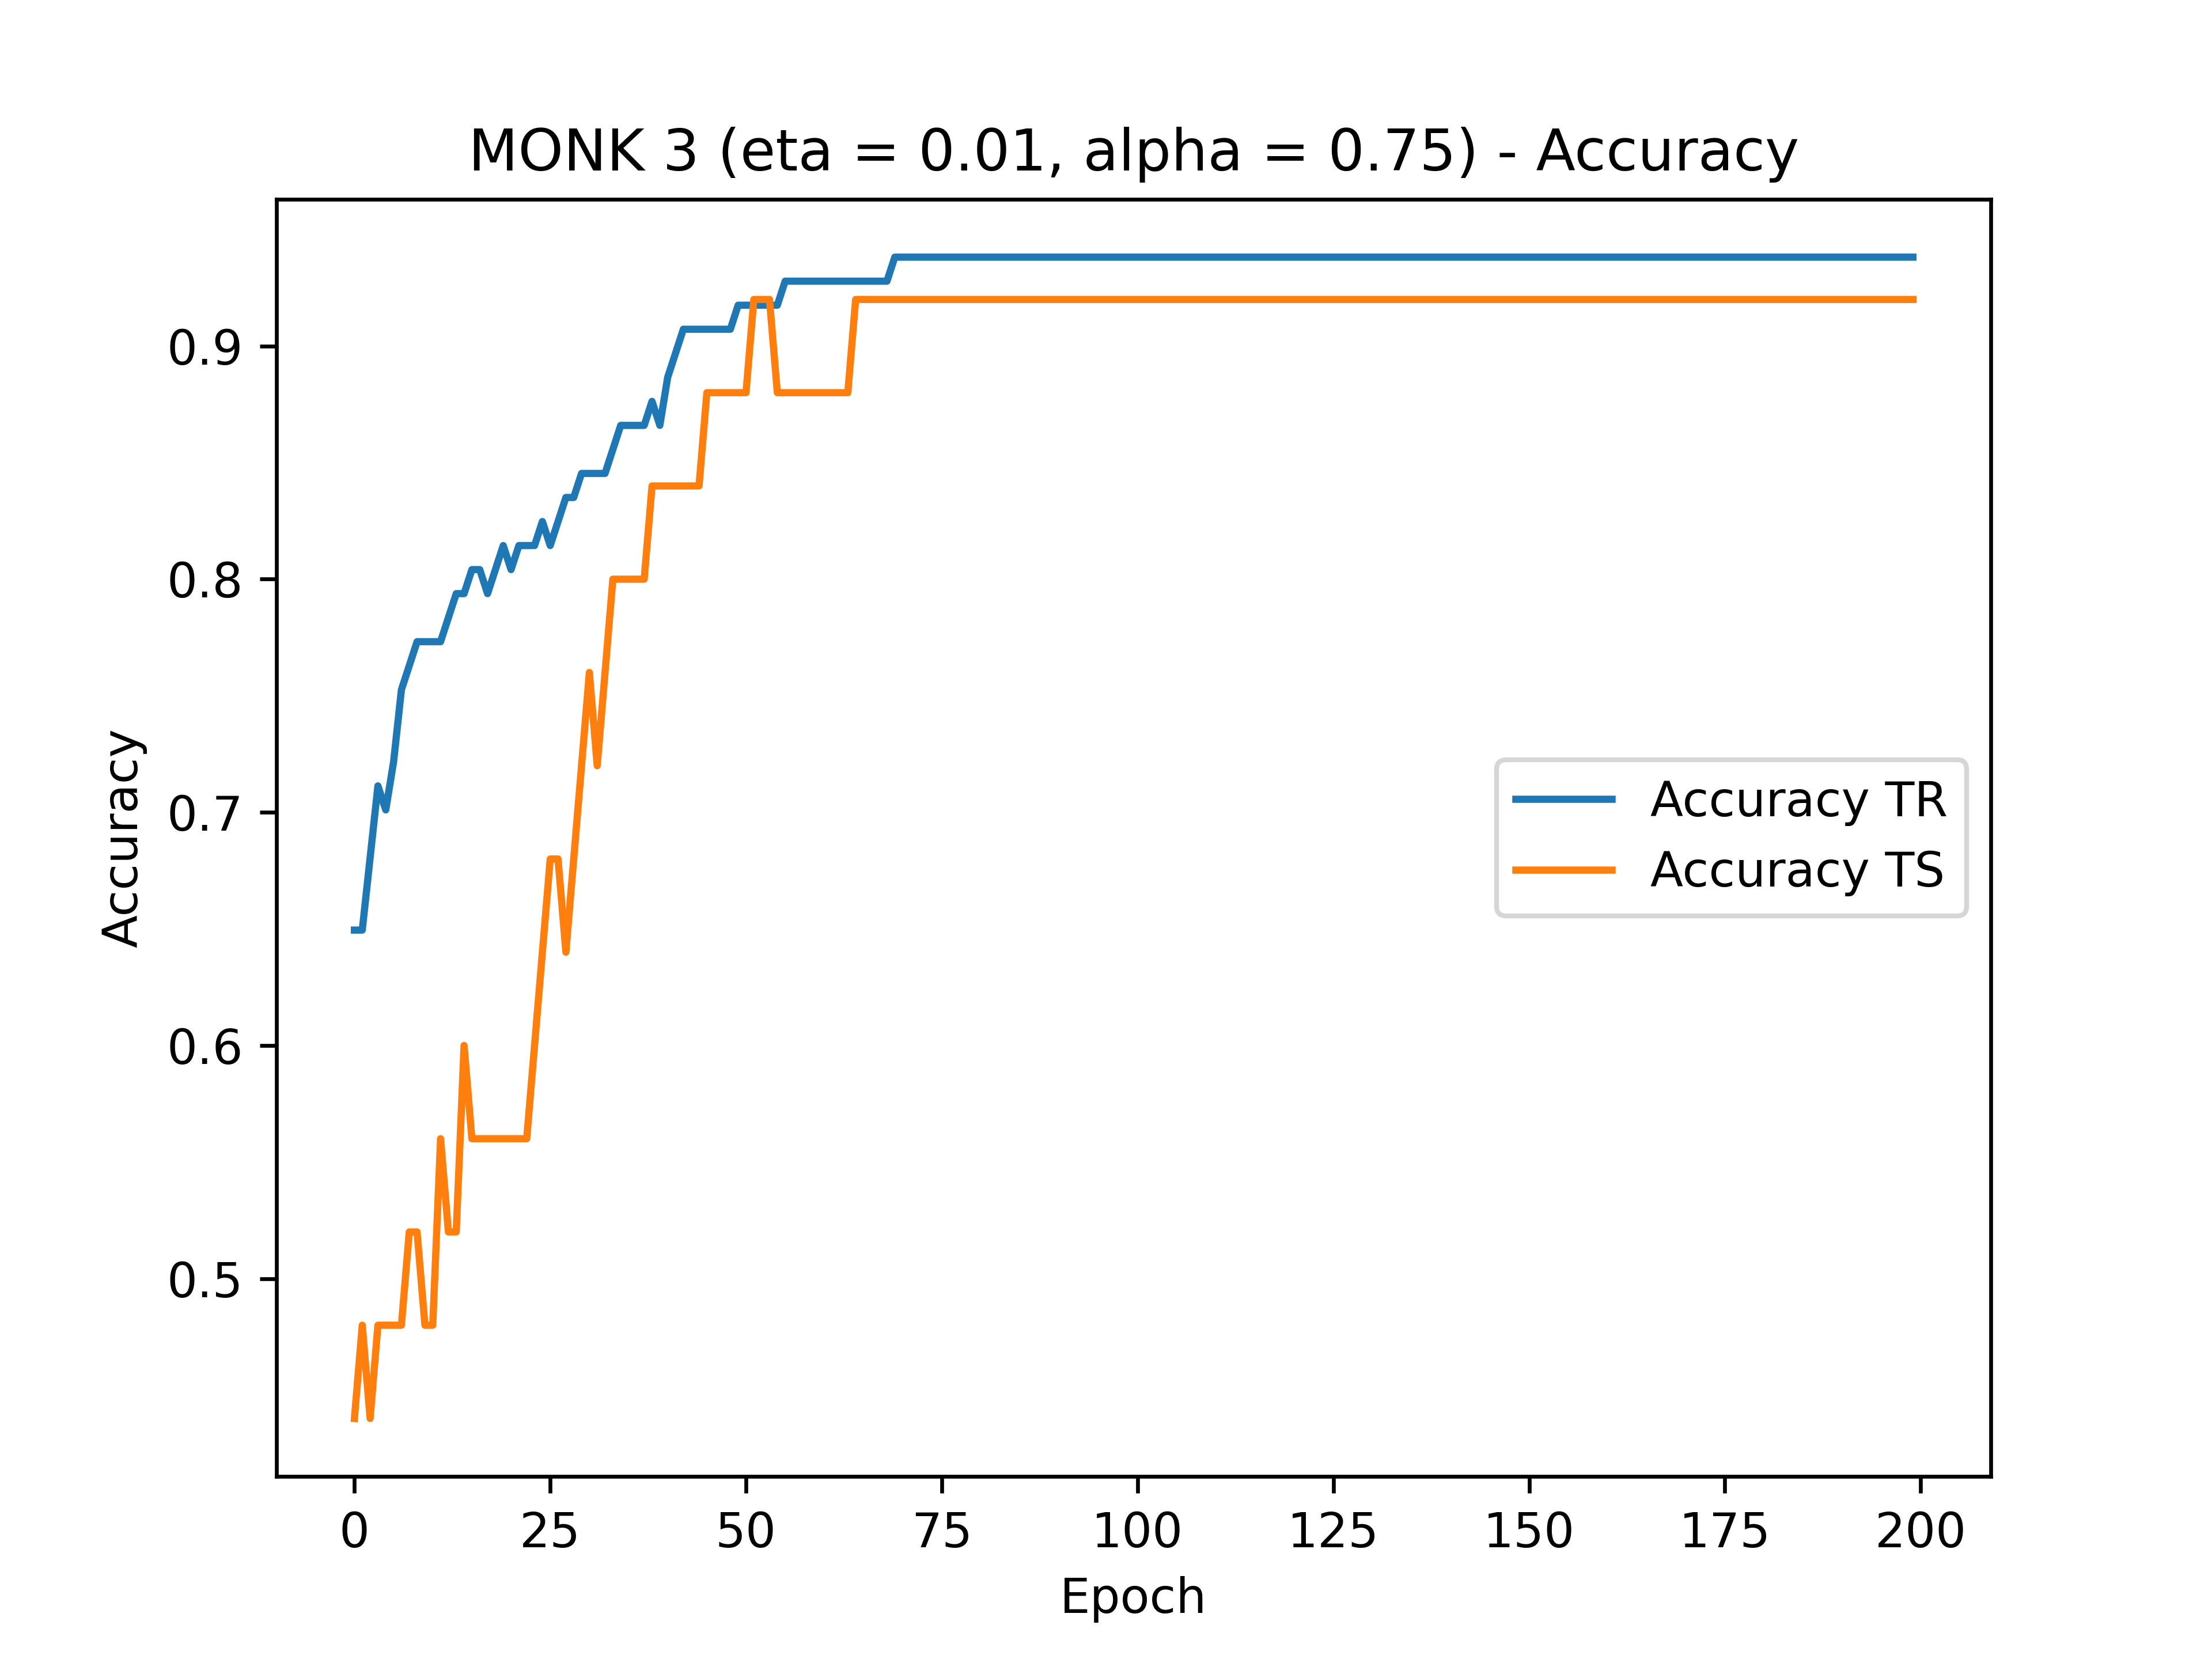 MONK 3 (eta = 0.01, alpha = 0.75) - Accuracy
Accuracy
0.9
0.8
0.7
0.6
0.5
Accuracy TR
Accuracy TS
0 25 50 75 100 125 150 175 200
Epoch